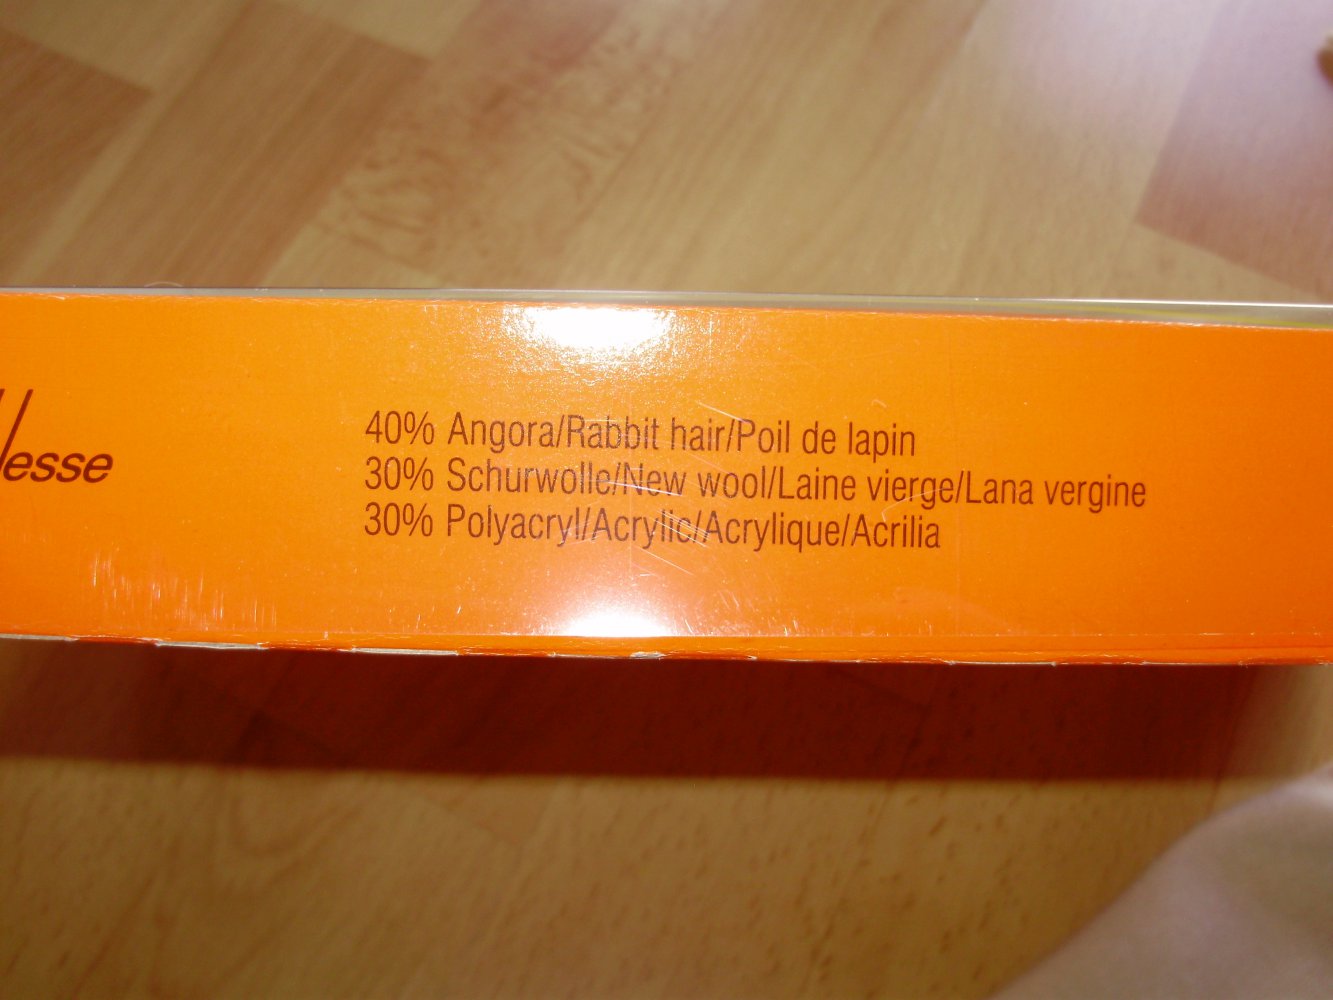 40% Angora/Rabbit hair/Poil de lapin
30% Schurwolle/New wool/Laine vierge/Lana vergine
30% Polyacryl/Acrylic/Acrylique/Acrilia